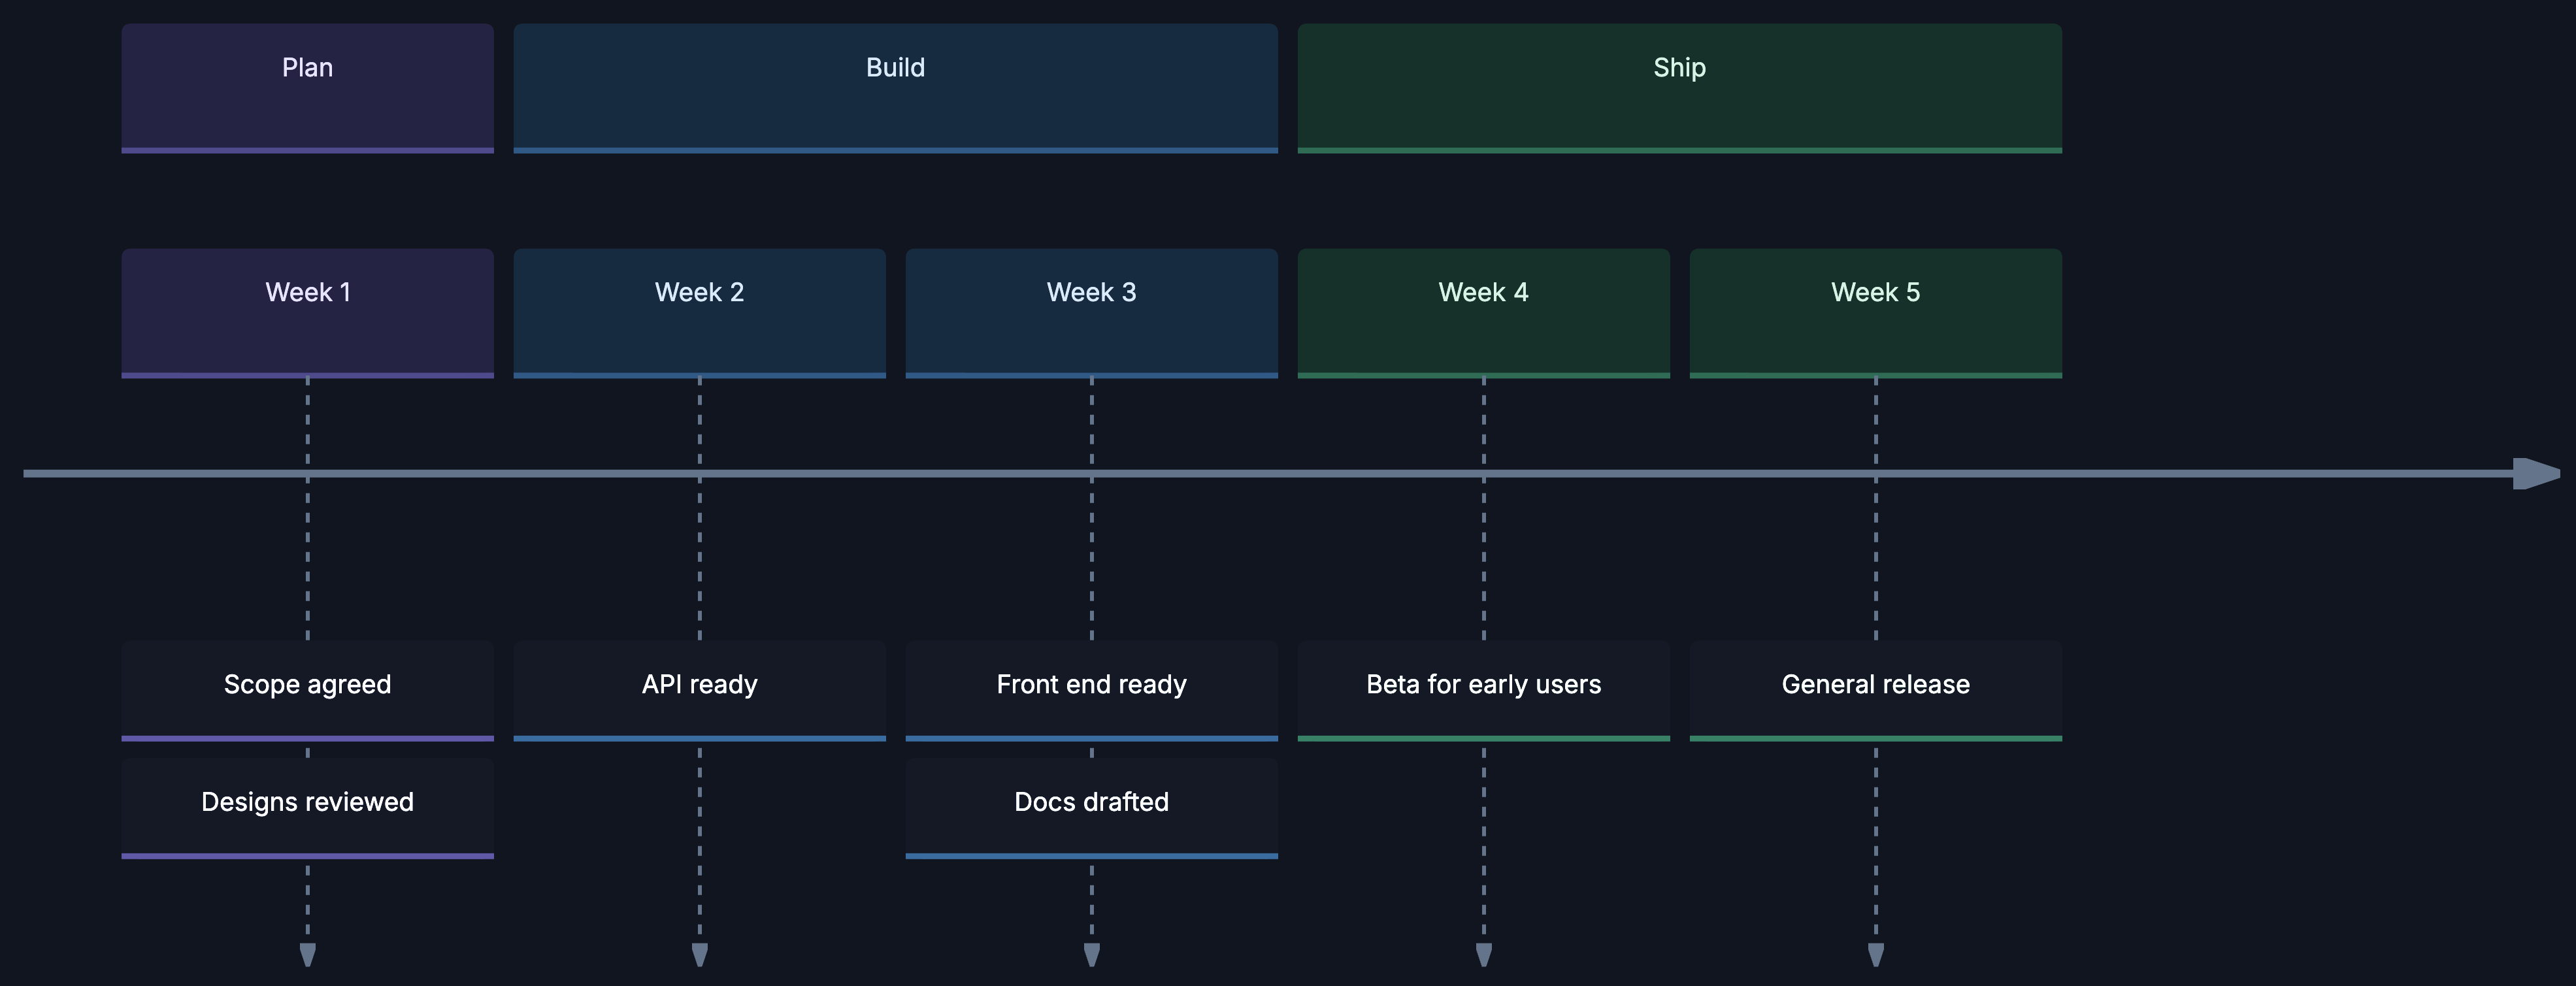 Plan
Build
Ship
Week 1
Week 2
Week 3
Week 4
Week 5
Scope agreed
API ready
Front end ready
Beta for early users
General release
Designs reviewed
Docs drafted